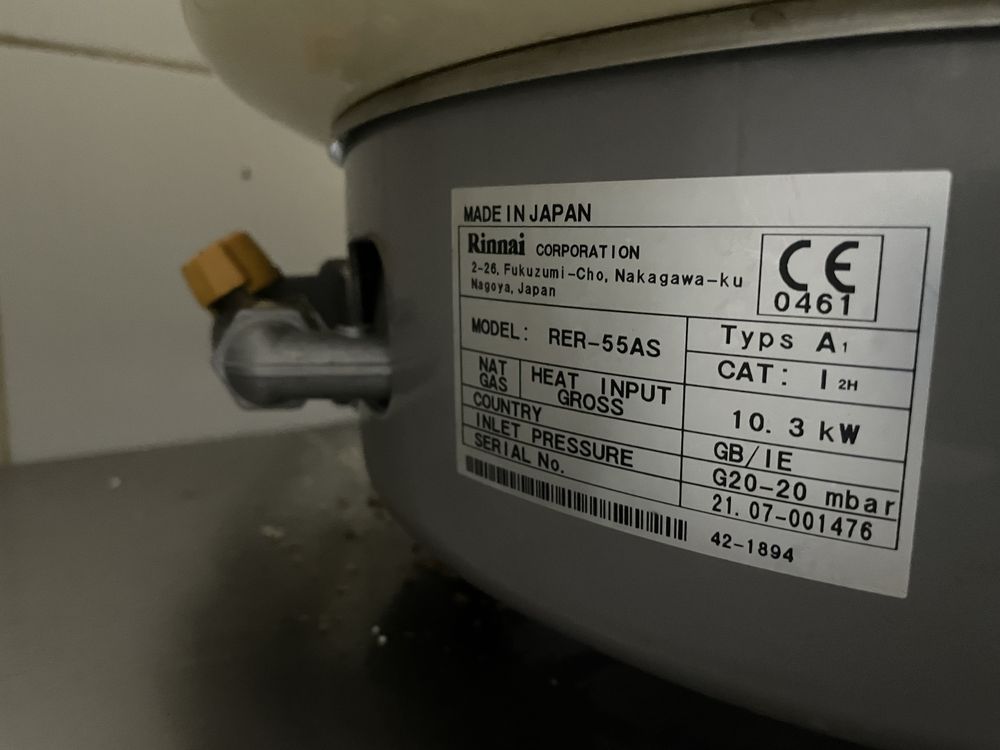 MADE IN JAPAN
Rinnai CORPORATION
2-26, Fukuzumi-Cho, Nakagawa-ku
Nagoya, Japan
CE
0461
MODEL: RER-55AS
Typs A1
CAT: I 2H
NAT GAS
HEAT INPUT GROSS
10. 3 kW
COUNTRY
GB/IE
INLET PRESSURE
G20-20 mbar
SERIAL No.
21. 07-001476
42-1894